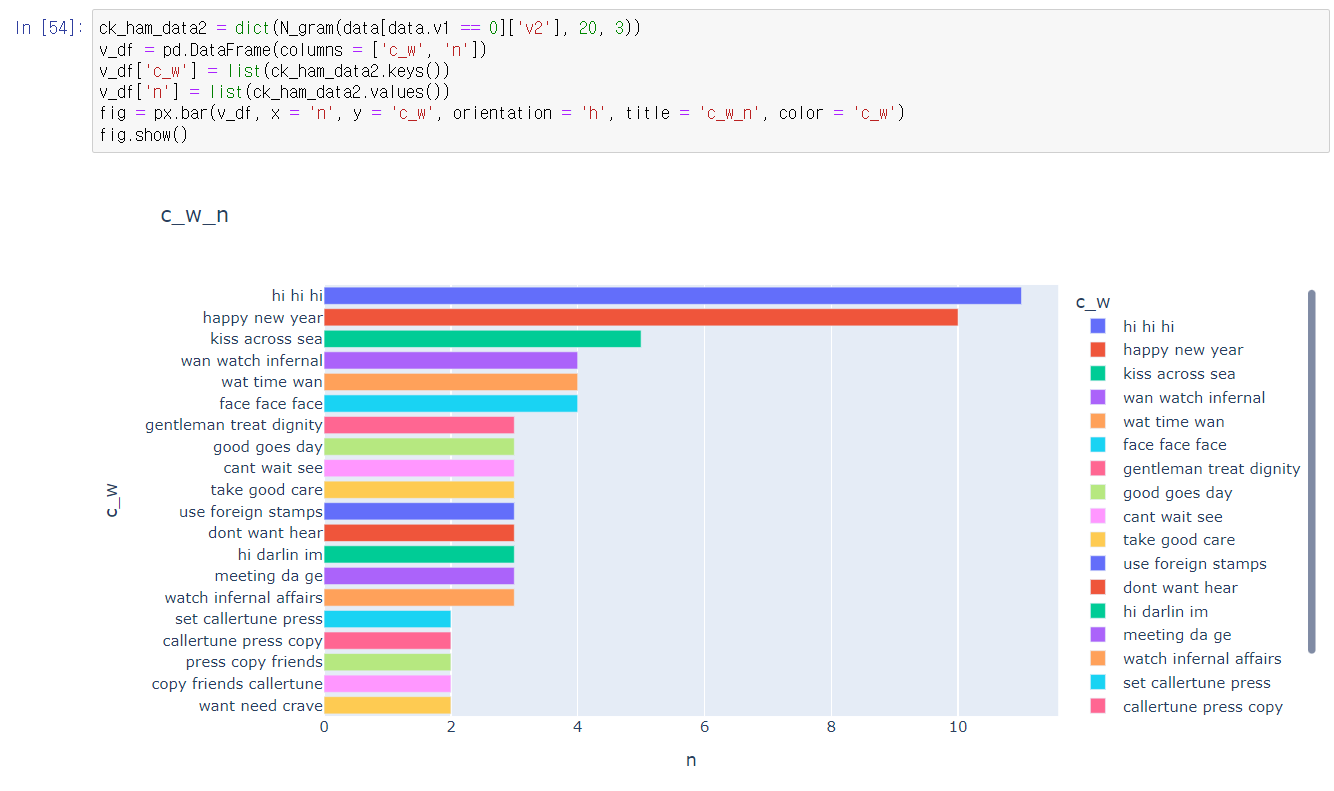 In [54]:
ck_ham_data2 = dict(N_gram(data[data.v1 == 0]['v2'], 20, 3))
v_df = pd.DataFrame(columns = ['c_w', 'n'])
v_df['c_w'] = list(ck_ham_data2.keys())
v_df['n'] = list(ck_ham_data2.values())
fig = px.bar(v_df, x = 'n', y = 'c_w', orientation = 'h', title = 'c_w_n', color = 'c_w')
fig.show()
c_w_n
c_w
hi hi hi
happy new year
kiss across sea
wan watch infernal
wat time wan
face face face
gentleman treat dignity
good goes day
cant wait see
take good care
use foreign stamps
dont want hear
hi darlin im
meeting da ge
watch infernal affairs
set callertune press
callertune press copy
press copy friends
copy friends callertune
want need crave
0 2 4 6 8 10
n
c_w
hi hi hi
happy new year
kiss across sea
wan watch infernal
wat time wan
face face face
gentleman treat dignity
good goes day
cant wait see
take good care
use foreign stamps
dont want hear
hi darlin im
meeting da ge
watch infernal affairs
set callertune press
callertune press copy